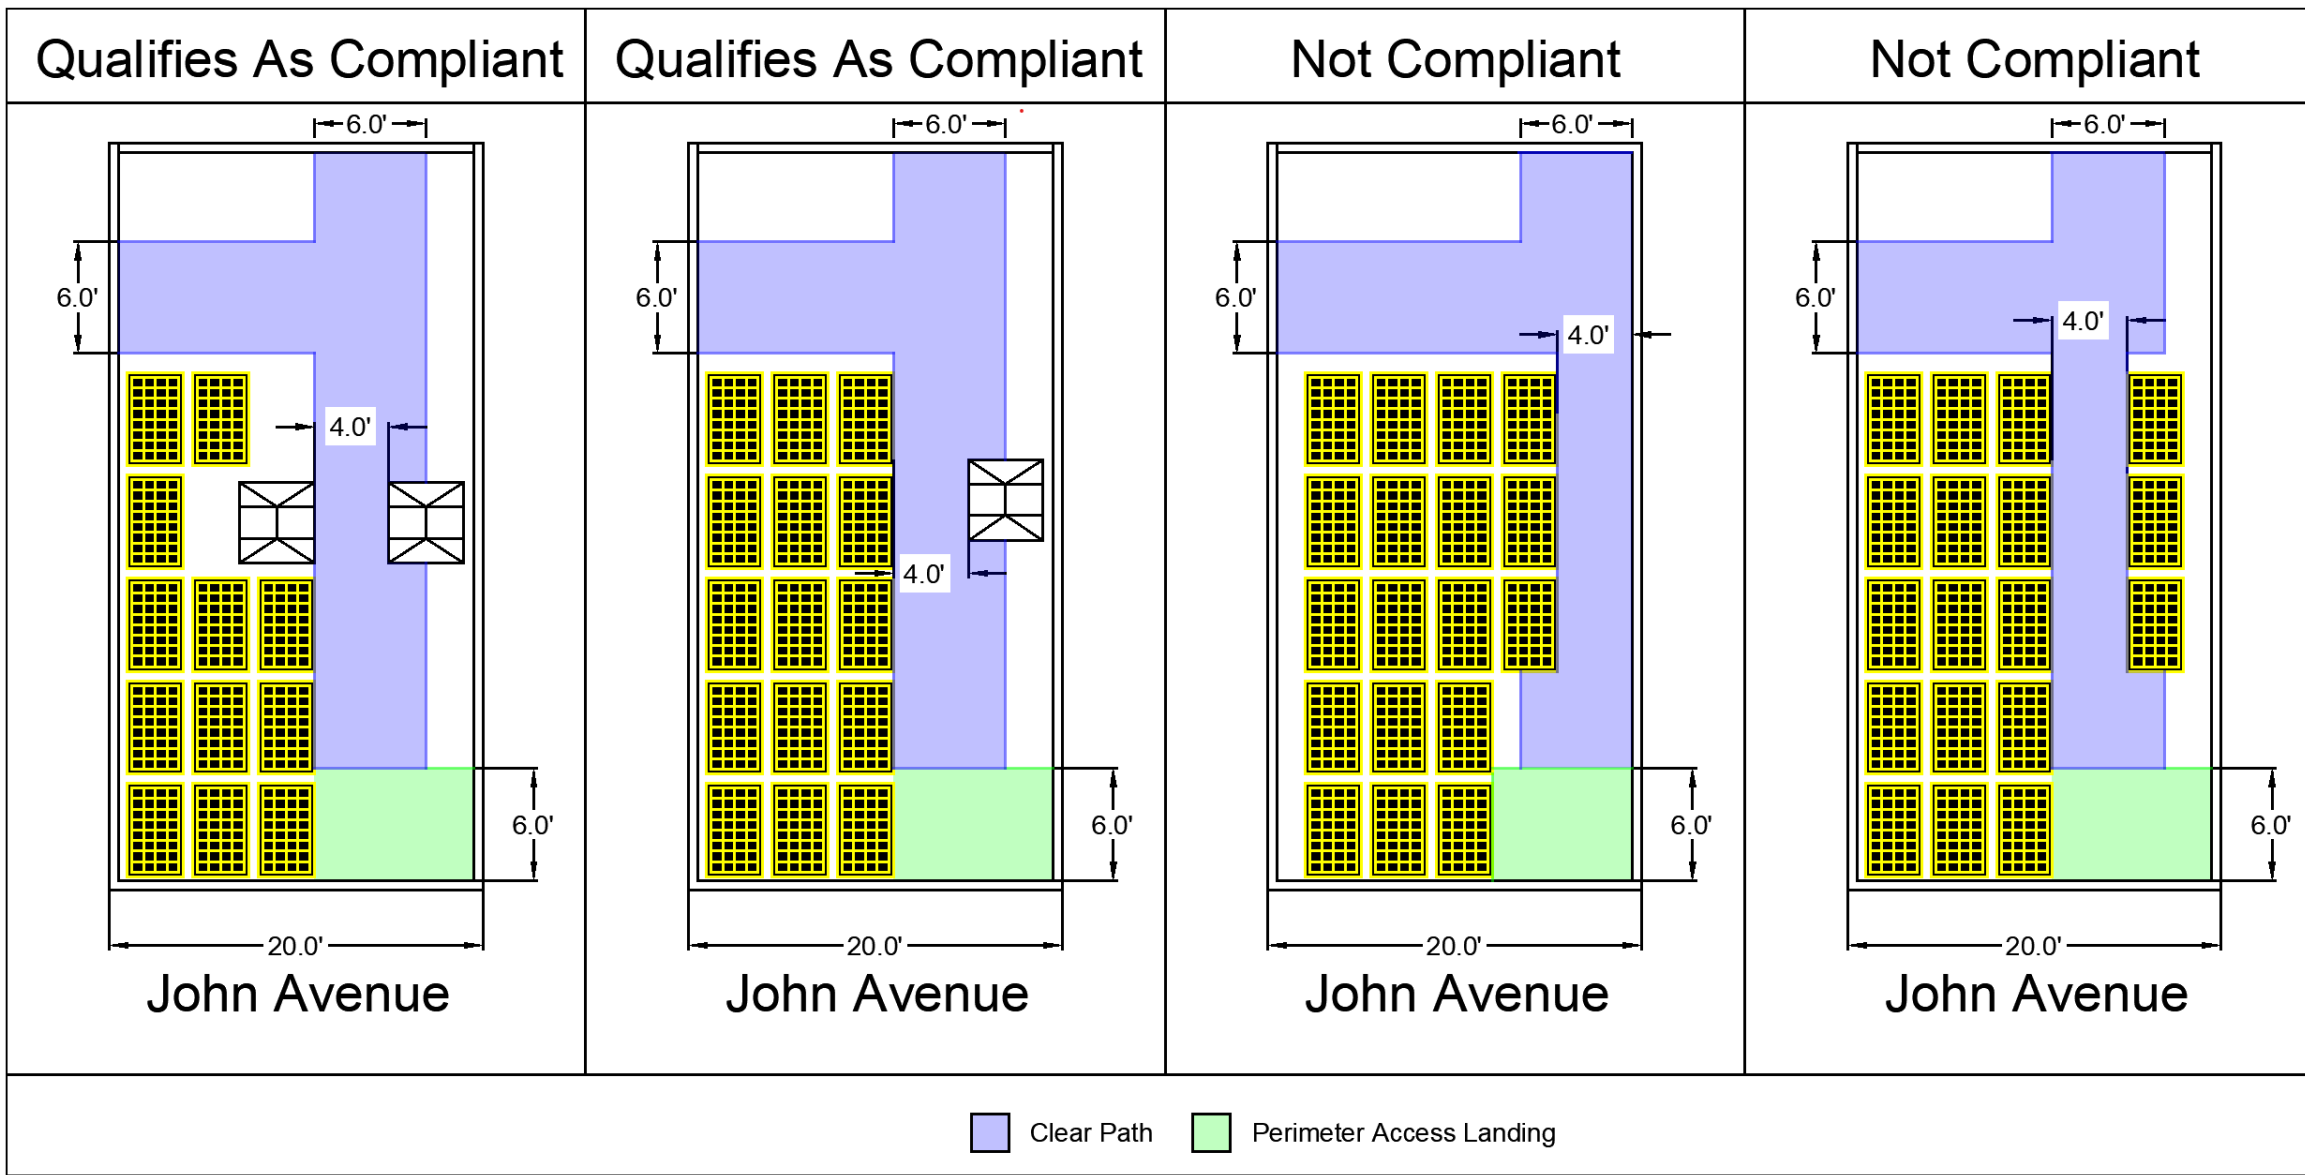 Qualifies As Compliant
Qualifies As Compliant
Not Compliant
Not Compliant
6.0'
6.0'
4.0'
6.0'
20.0'
John Avenue
6.0'
6.0'
4.0'
6.0'
20.0'
John Avenue
6.0'
6.0'
4.0'
6.0'
20.0'
John Avenue
6.0'
6.0'
4.0'
6.0'
20.0'
John Avenue
Clear Path
Perimeter Access Landing